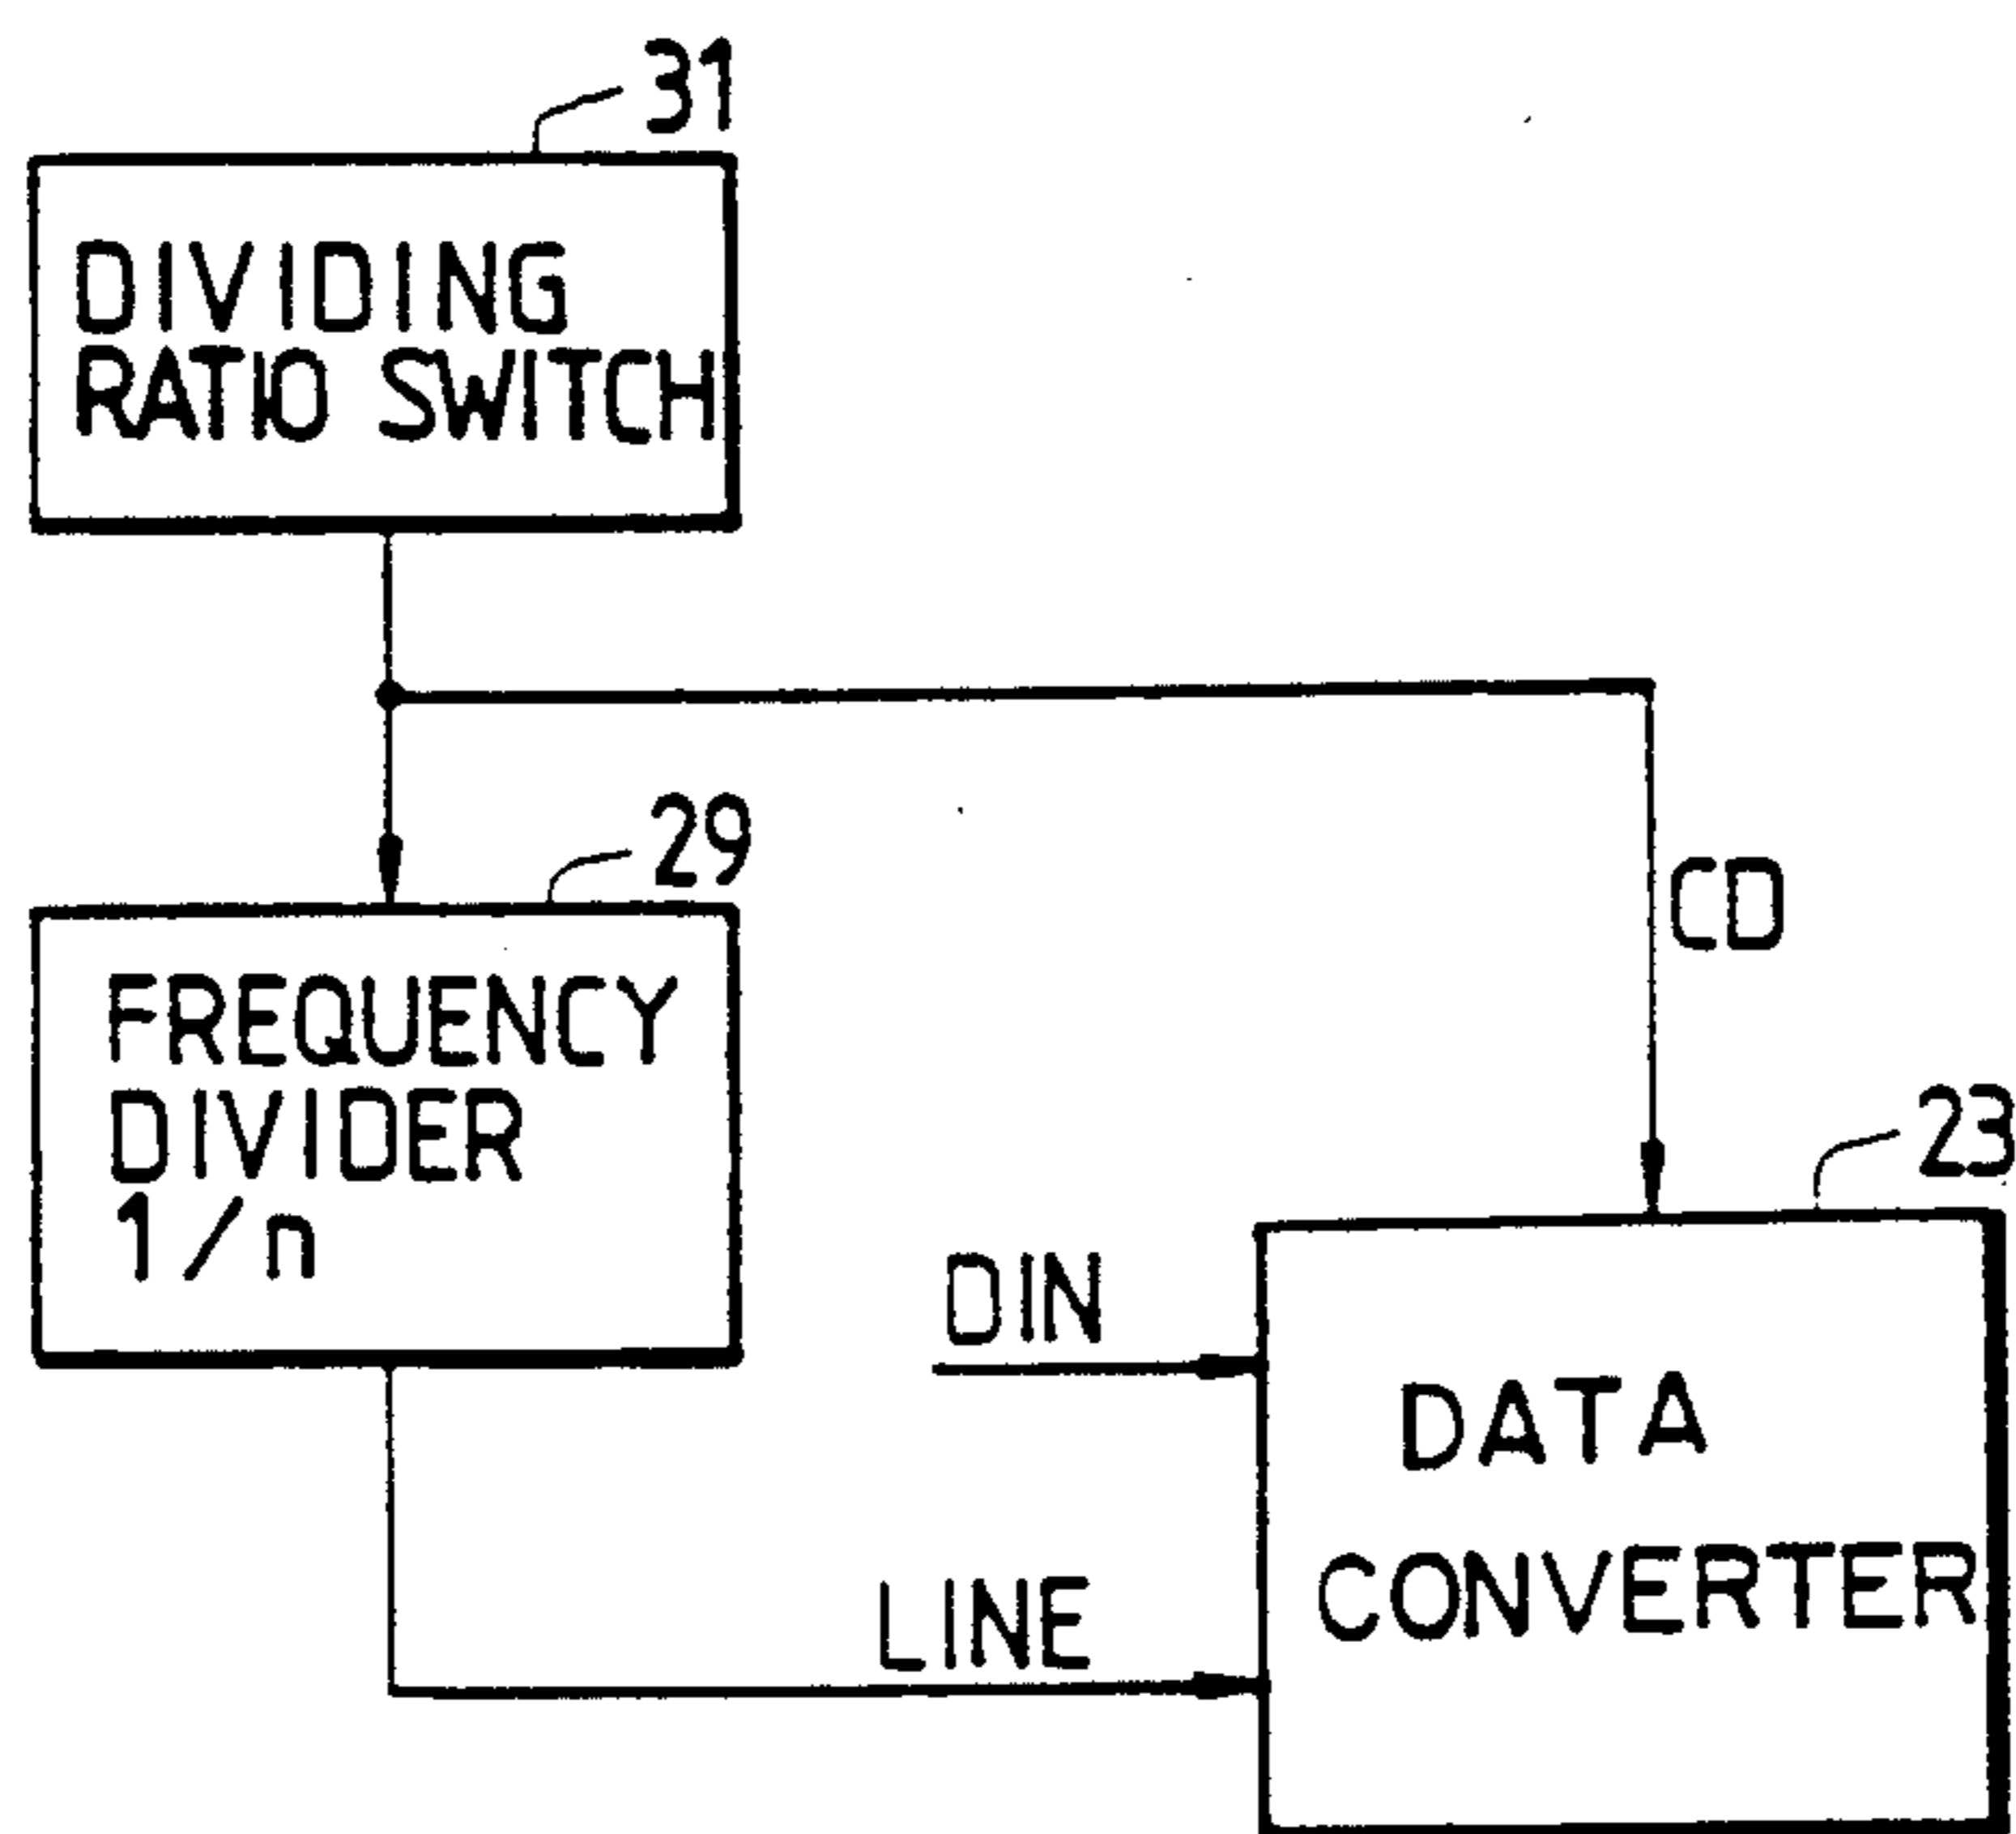 31
DIVIDING
RATIO SWITCH
29
FREQUENCY
DIVIDER
1/n
CD
23
DIN
DATA
CONVERTER
LINE